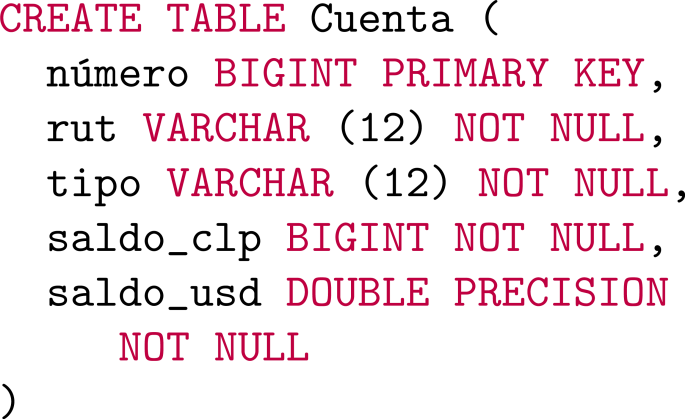 CREATE TABLE Cuenta (
número BIGINT PRIMARY KEY,
rut VARCHAR (12) NOT NULL,
tipo VARCHAR (12) NOT NULL,
saldo_clp BIGINT NOT NULL,
saldo_usd DOUBLE PRECISION
NOT NULL
)